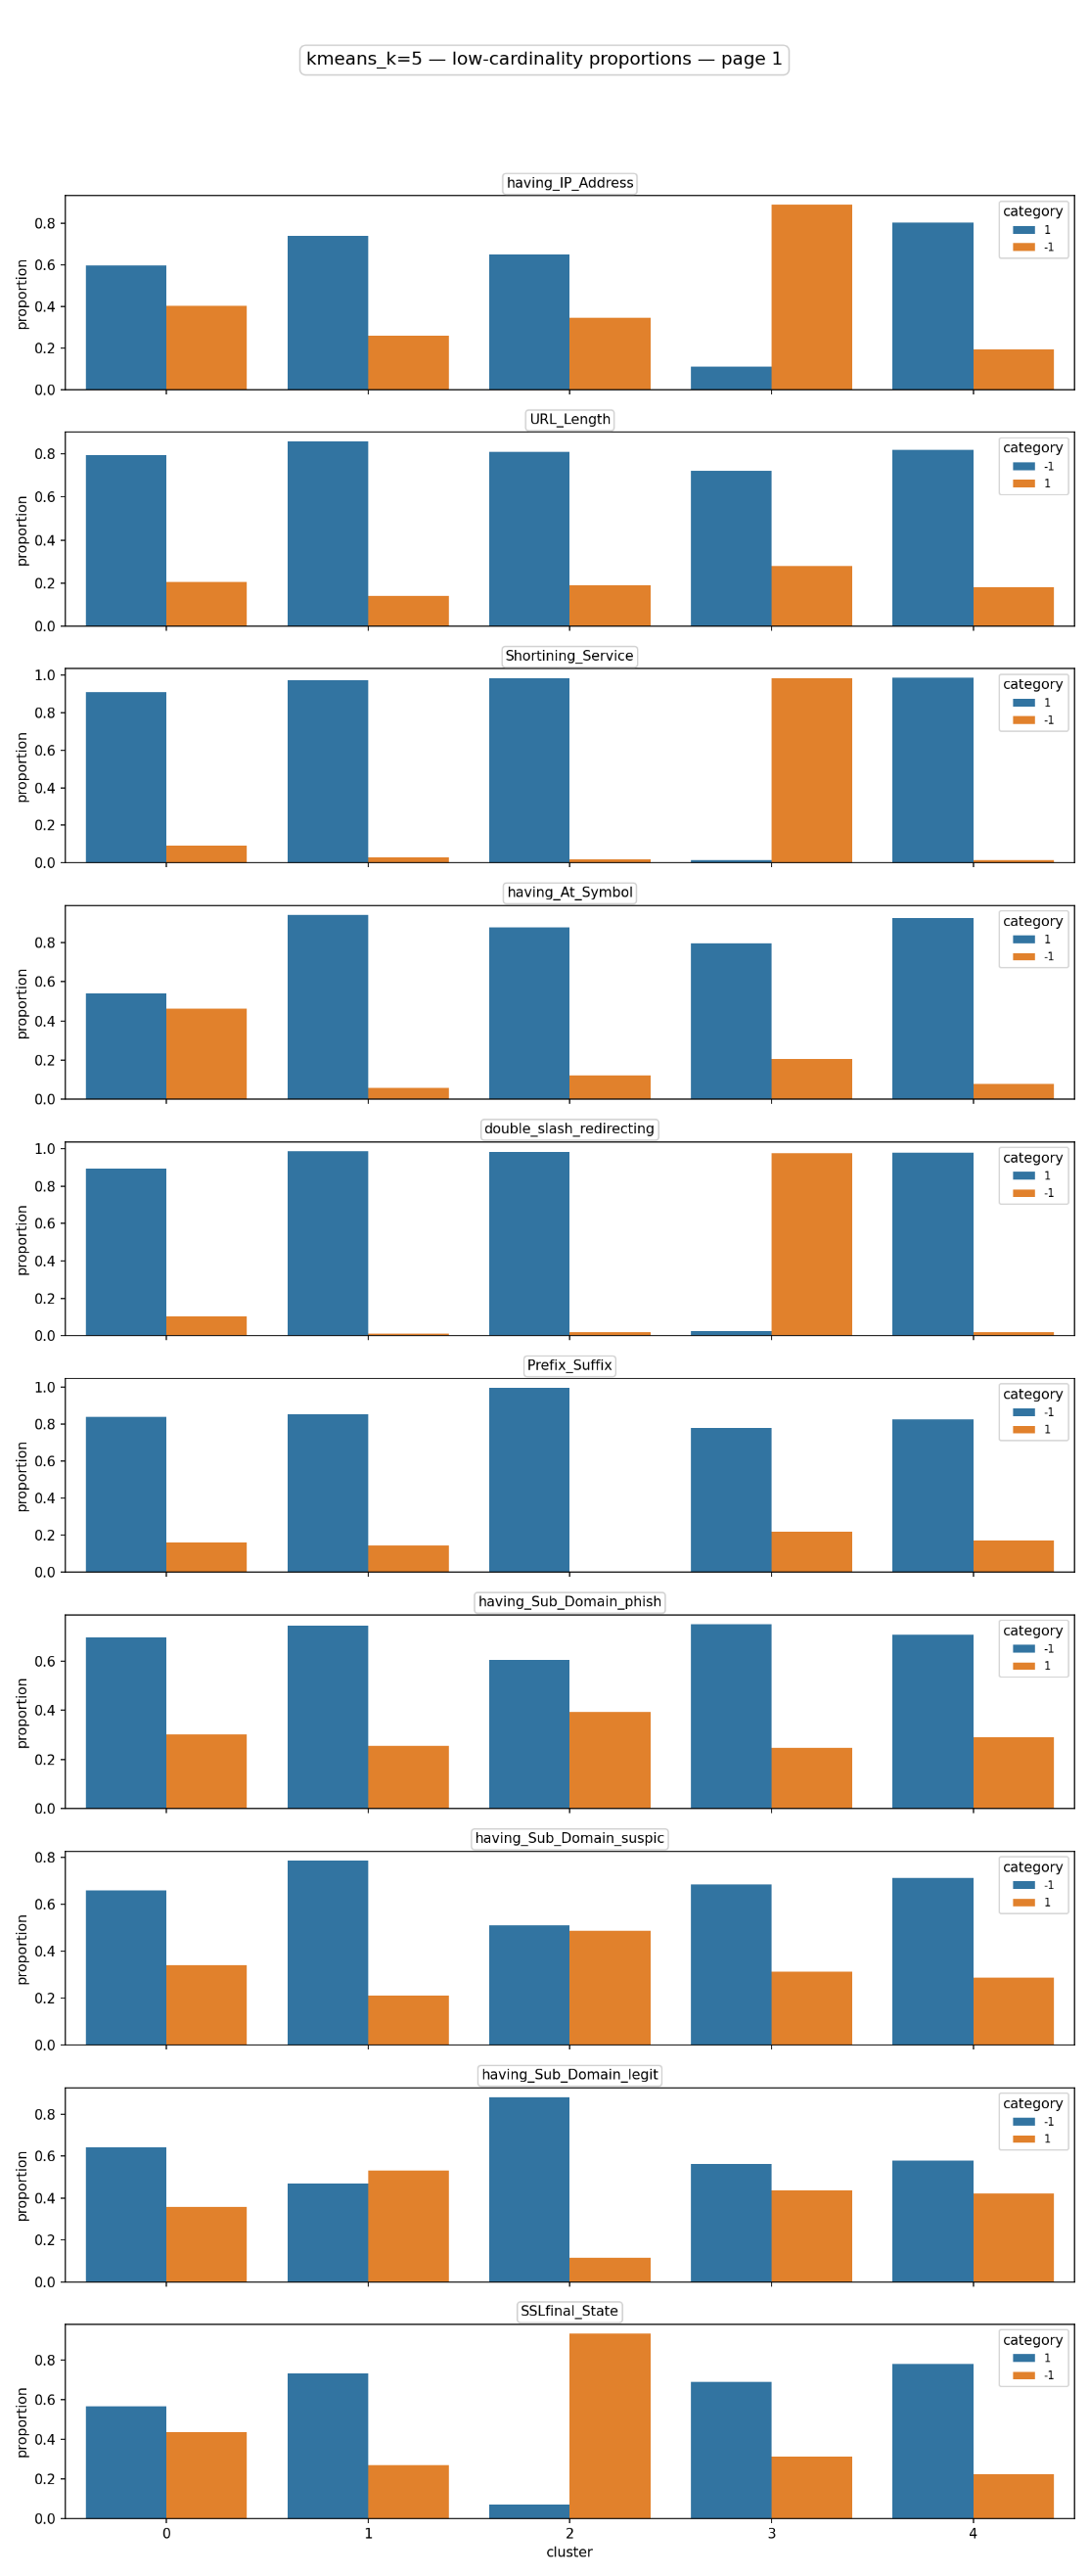 kmeans_k=5 — low-cardinality proportions — page 1
having_IP_Address
proportion
0.8
0.6
0.4
0.2
0.0
category
1
-1
URL_Length
proportion
0.8
0.6
0.4
0.2
0.0
category
-1
1
Shortining_Service
proportion
1.0
0.8
0.6
0.4
0.2
0.0
category
1
-1
having_At_Symbol
proportion
0.8
0.6
0.4
0.2
0.0
category
1
-1
double_slash_redirecting
proportion
1.0
0.8
0.6
0.4
0.2
0.0
category
1
-1
Prefix_Suffix
proportion
1.0
0.8
0.6
0.4
0.2
0.0
category
-1
1
having_Sub_Domain_phish
proportion
0.6
0.4
0.2
0.0
category
-1
1
having_Sub_Domain_suspic
proportion
0.8
0.6
0.4
0.2
0.0
category
-1
1
having_Sub_Domain_legit
proportion
0.8
0.6
0.4
0.2
0.0
category
-1
1
SSLfinal_State
proportion
0.8
0.6
0.4
0.2
0.0
category
1
-1
0 1 2 3 4
cluster